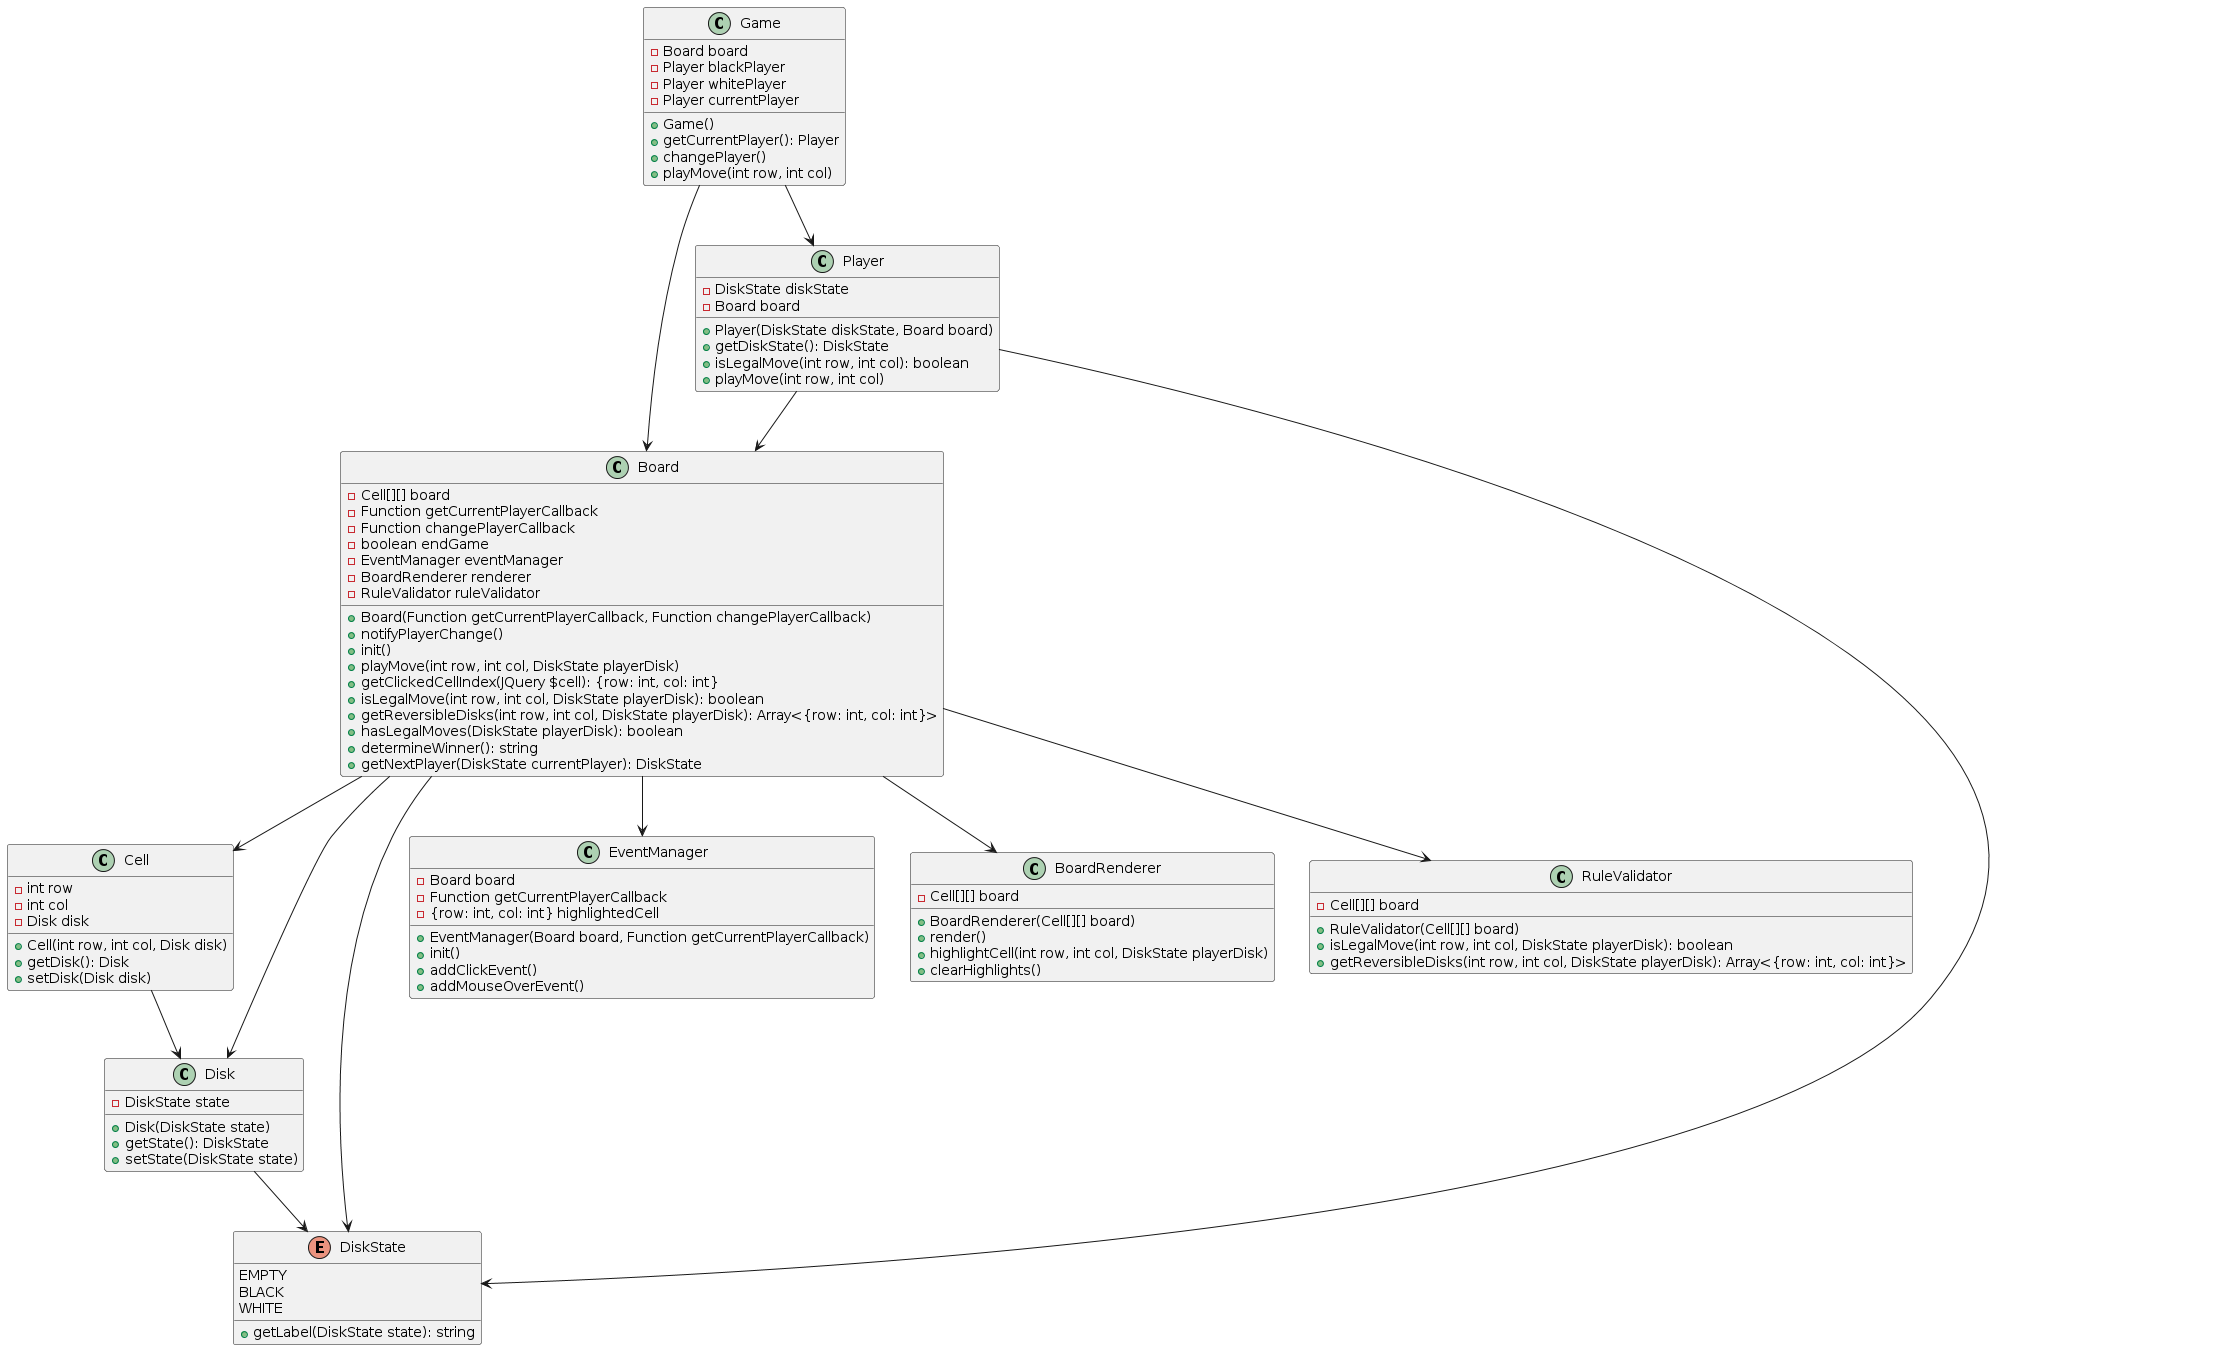 C Game
Board board
Player blackPlayer
Player whitePlayer
Player currentPlayer
Game()
getCurrentPlayer(): Player
changePlayer()
playMove(int row, int col)
C Player
DiskState diskState
Board board
Player(DiskState diskState, Board board)
getDiskState(): DiskState
isLegalMove(int row, int col): boolean
playMove(int row, int col)
C Board
Cell[][] board
Function getCurrentPlayerCallback
Function changePlayerCallback
boolean endGame
EventManager eventManager
BoardRenderer renderer
RuleValidator ruleValidator
Board(Function getCurrentPlayerCallback, Function changePlayerCallback)
notifyPlayerChange()
init()
playMove(int row, int col, DiskState playerDisk)
getClickedCellIndex(JQuery $cell): {row: int, col: int}
isLegalMove(int row, int col, DiskState playerDisk): boolean
getReversibleDisks(int row, int col, DiskState playerDisk): Array<{row: int, col: int}>
hasLegalMoves(DiskState playerDisk): boolean
determineWinner(): string
getNextPlayer(DiskState currentPlayer): DiskState
C Cell
int row
int col
Disk disk
Cell(int row, int col, Disk disk)
getDisk(): Disk
setDisk(Disk disk)
C EventManager
Board board
Function getCurrentPlayerCallback
{row: int, col: int} highlightedCell
EventManager(Board board, Function getCurrentPlayerCallback)
init()
addClickEvent()
addMouseOverEvent()
C BoardRenderer
Cell[][] board
BoardRenderer(Cell[][] board)
render()
highlightCell(int row, int col, DiskState playerDisk)
clearHighlights()
C RuleValidator
Cell[][] board
RuleValidator(Cell[][] board)
isLegalMove(int row, int col, DiskState playerDisk): boolean
getReversibleDisks(int row, int col, DiskState playerDisk): Array<{row: int, col: int}>
C Disk
DiskState state
Disk(DiskState state)
getState(): DiskState
setState(DiskState state)
E DiskState
EMPTY
BLACK
WHITE
getLabel(DiskState state): string